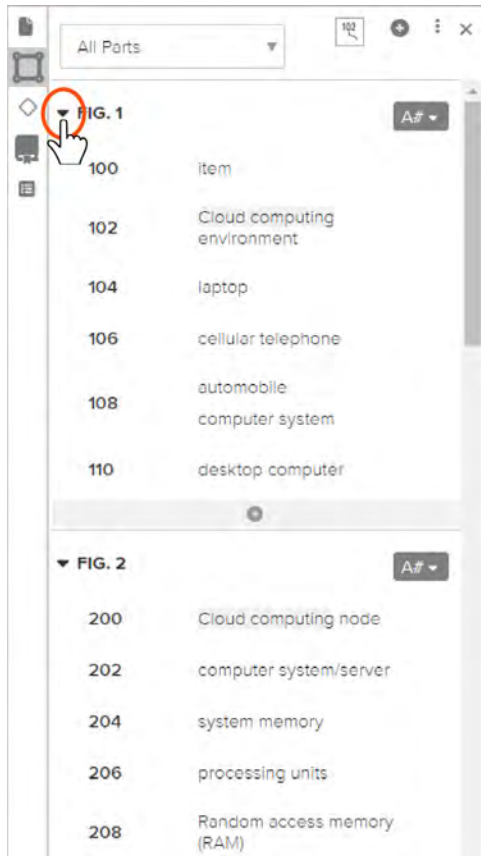 All Parts
102
FIG. 1
A#
100 item
102 Cloud computing
environment
104 laptop
106 cellular telephone
108 automobile
computer system
110 desktop computer
FIG. 2
A#
200 Cloud computing node
202 computer system/server
204 system memory
206 processing units
208 Random access memory
(RAM)